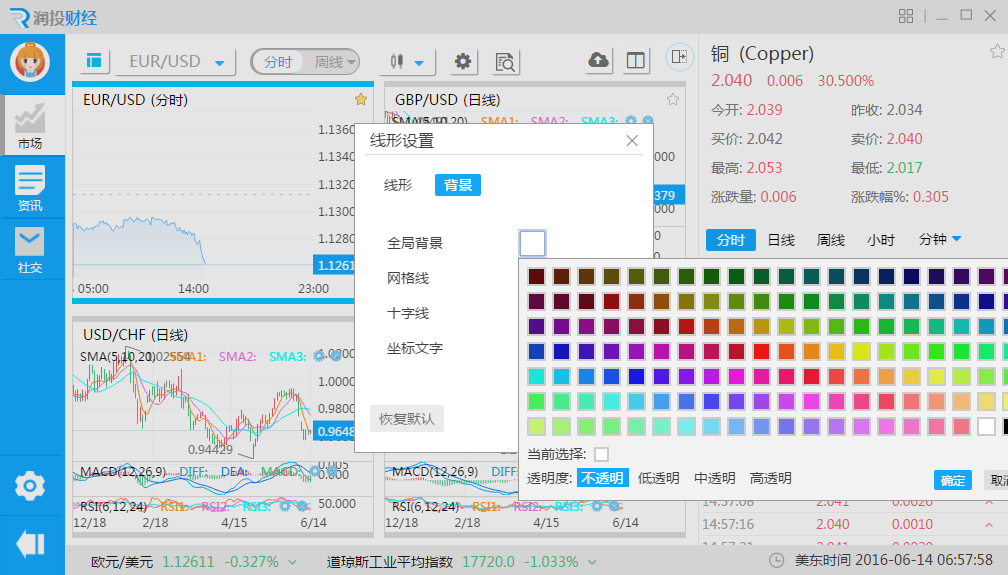 润投财经
EUR/USD 分时 周线
市场
资讯
社交
EUR/USD (分时)
1.1360
1.1340
1.1320
1.1300
1.1280
1.1261
05:00 14:00 23:00
GBP/USD (日线)
SMA(5,10,20) SMA1: SMA2: SMA3:
379
USD/CHF (日线)
SMA(5,10,20) SMA1: SMA2: SMA3:
1.0000
0.9800
0.9648
0.94429
MACD(12,26,9) DIFF: DEA: MACD:
0.005
0.000
RSI(6,12,24) RSI1: RSI2: RSI3:
50.000
12/18 2/18 4/15 6/14
MACD(12,26,9) DIFF
RSI(6,12,24) RSI1: RSI2: RSI3:
12/18 2/18 4/15 6/14
线形设置
线形 背景
全局背景
网格线
十字线
坐标文字
恢复默认
当前选择:
透明度: 不透明 低透明 中透明 高透明
确定 取消
铜 (Copper)
2.040 0.006 30.500%
今开: 2.039 昨收: 2.034
买价: 2.042 卖价: 2.040
最高: 2.053 最低: 2.017
涨跌量: 0.006 涨跌幅%: 0.305
分时 日线 周线 小时 分钟
14:57:08 2.041 0.0020
14:57:16 2.040 0.0010
欧元/美元 1.12611 -0.327% 道琼斯工业平均指数 17720.0 -1.033% 美东时间 2016-06-14 06:57:58